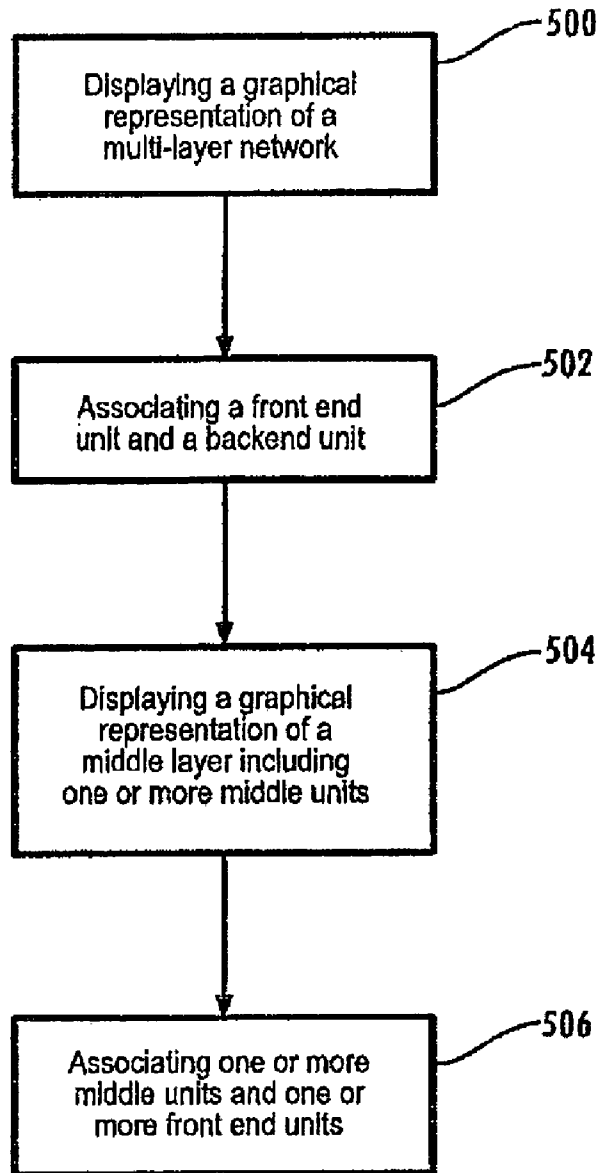 500
Displaying a graphical
representation of a
multi-layer network
502
Associating a front end
unit and a backend unit
504
Displaying a graphical
representation of a
middle layer including
one or more middle units
506
Associating one or more
middle units and one or
more front end units